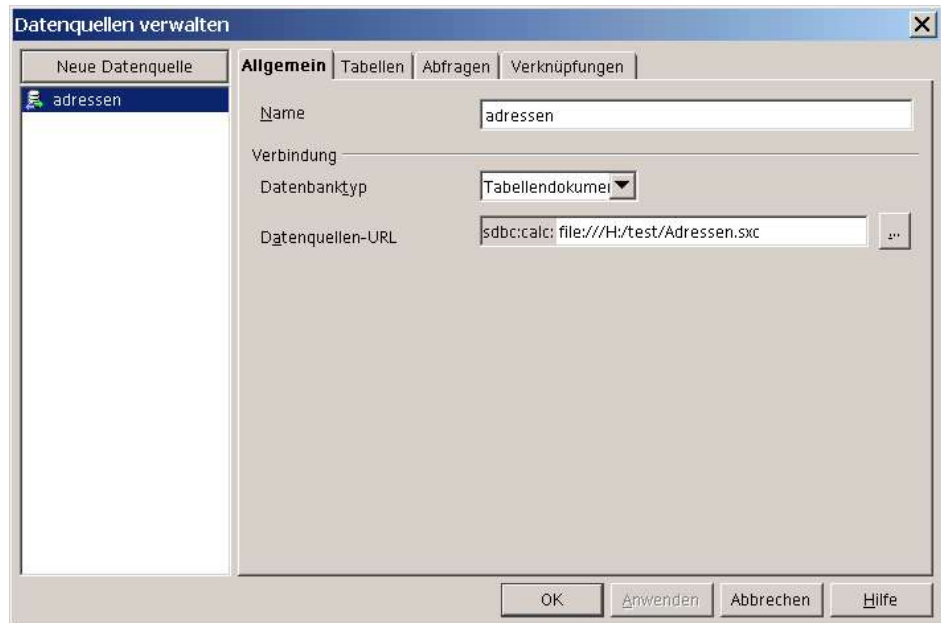 Datenquellen verwalten
Neue Datenquelle
adressen
Allgemein Tabellen Abfragen Verknüpfungen
Name adressen
Verbindung
Datenbanktyp Tabellendokumei
Datenquellen-URL sdbc:calc: file:///H:/test/Adressen.sxc ...
OK Anwenden Abbrechen Hilfe